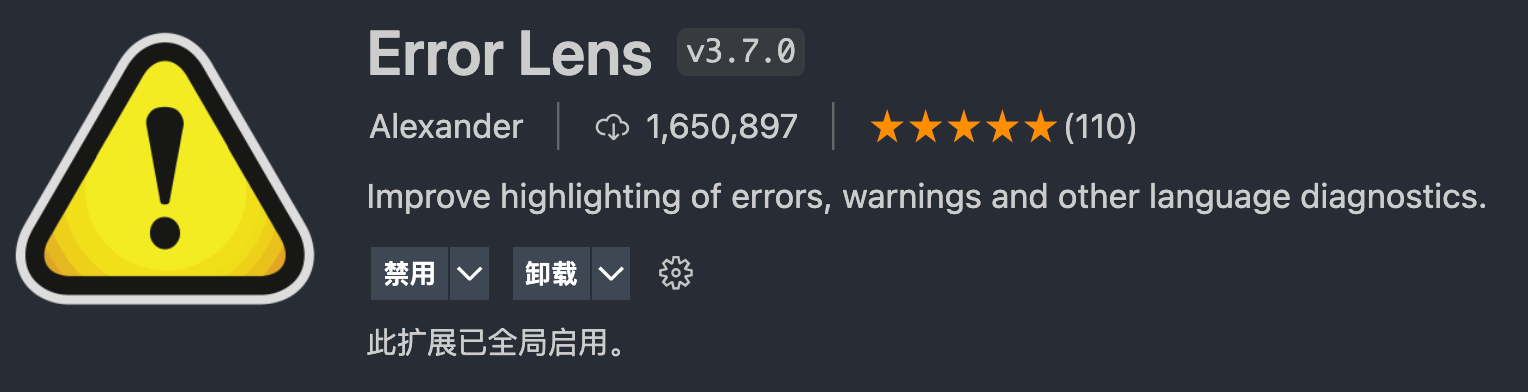 Error Lens v3.7.0
Alexander 1,650,897 (110)
Improve highlighting of errors, warnings and other language diagnostics.
禁用 卸载
此扩展已全局启用。